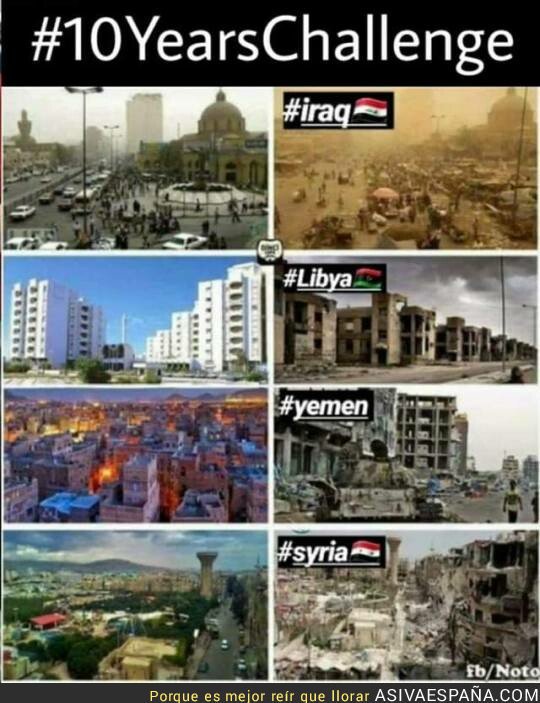 #10YearsChallenge
#iraq
#Libya
#yemen
#syria
fb/Noto
Porque es mejor reír que llorar ASIVAESPAÑA.COM